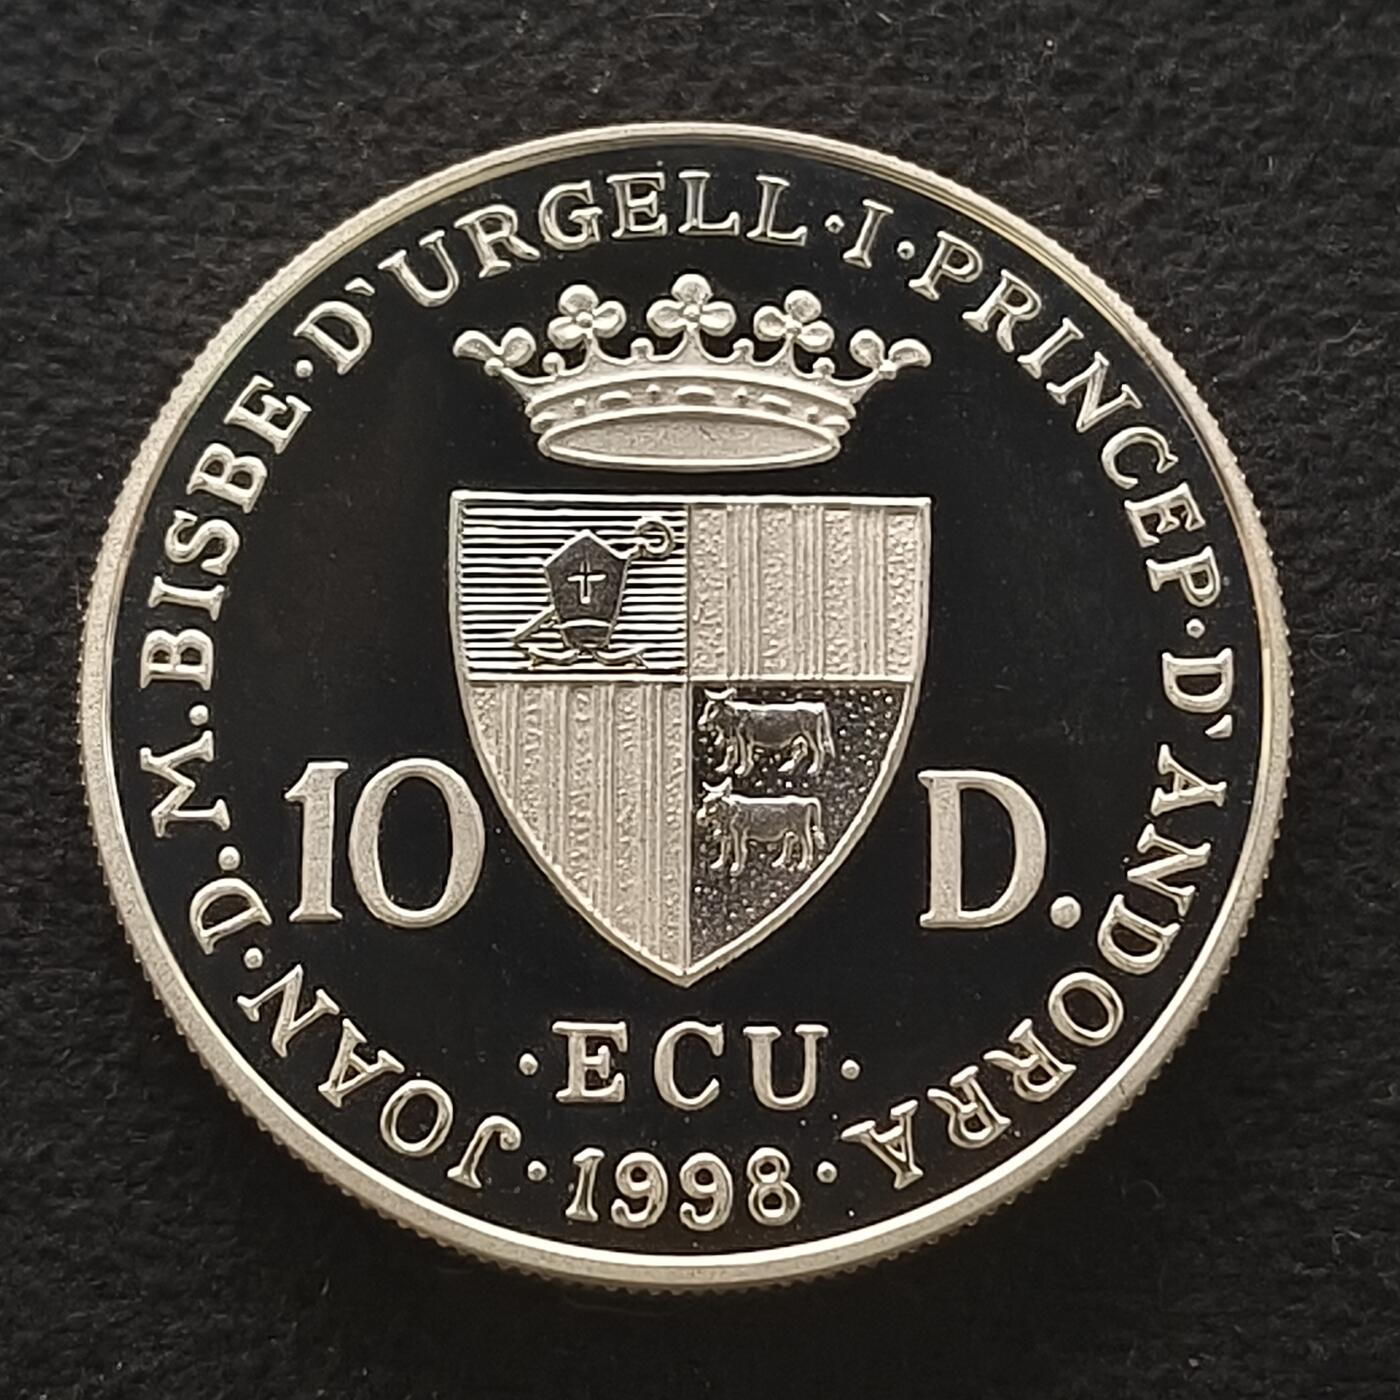 JOAN·D·D·M·BISBE·D'URGELL·I·PRINCEP·D'ANDORRA
10 D.
·ECU·
·1998·